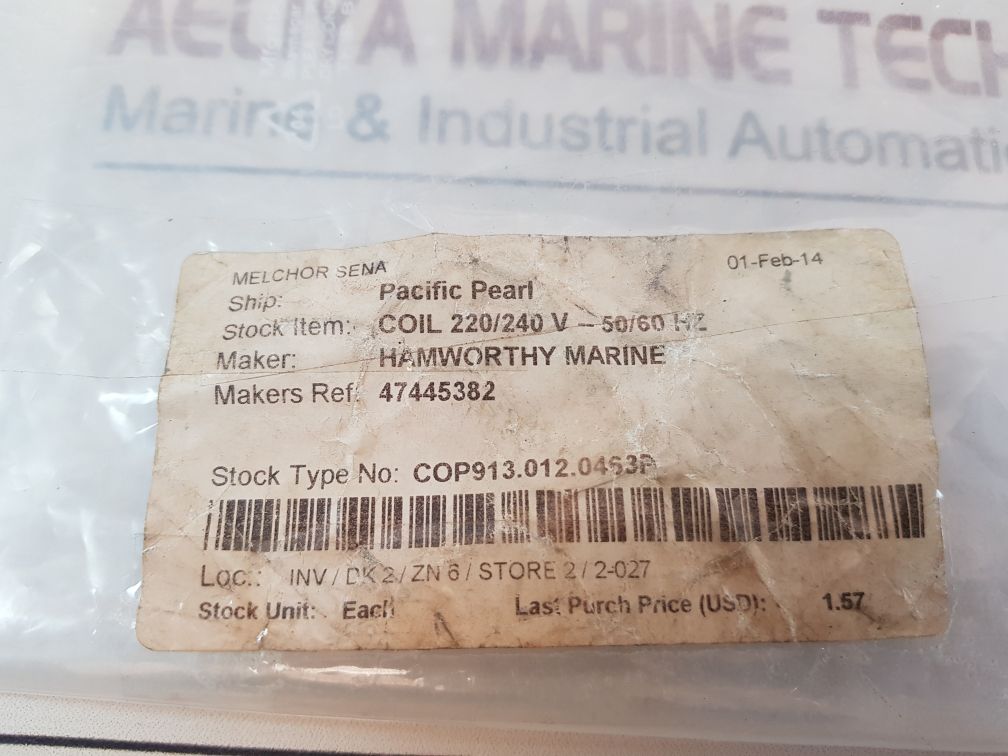 MARINE TECH
Marine & Industrial Automatio
MELCHOR SENA
01-Feb-14
Ship: Pacific Pearl
Stock Item: COIL 220/240 V – 50/60 HZ
Maker: HAMWORTHY MARINE
Makers Ref: 47445382
Stock Type No: COP913.012.0463P
Loc.: INV / DK 2 / ZN 6 / STORE 2 / 2-027
Stock Unit: Each Last Purch Price (USD): 1.57